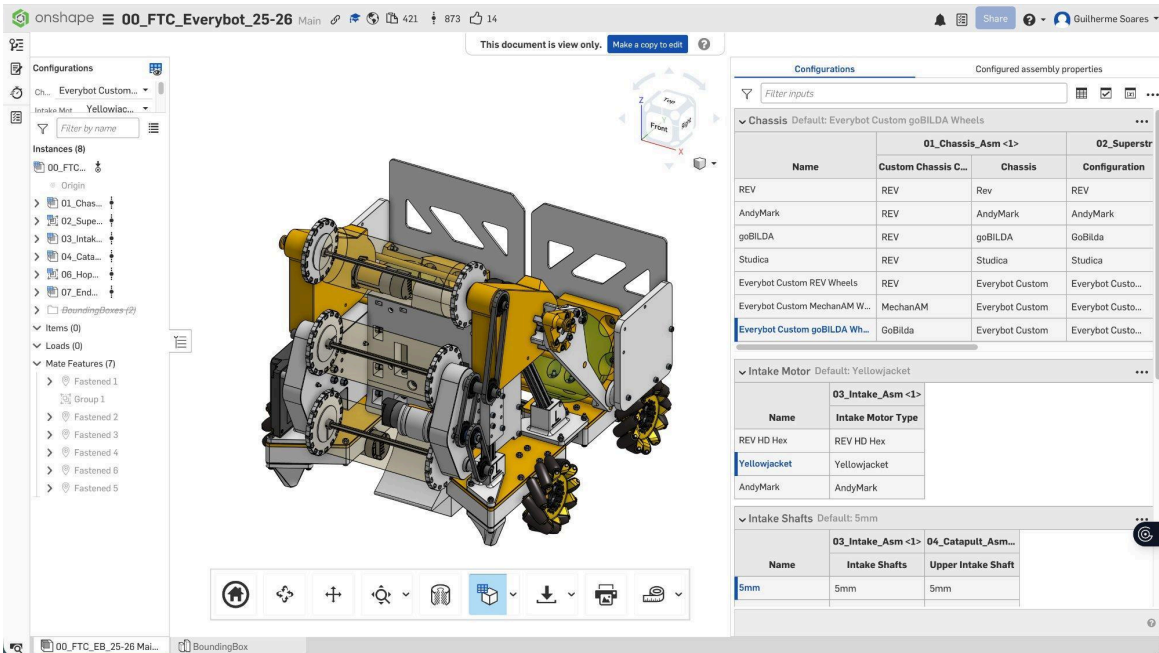 onshape 00_FTC_Everybot_25-26 Main 421 873 14 Share Guilherme Soares
This document is view only. Make a copy to edit
Configurations
Ch... Everybot Custom...
Intake Mot Yellowjac...
Filter by name
Instances (8)
00_FTC...
Origin
01_Chas...
02_Supe...
03_Intak...
04_Cata...
06_Hop...
07_End...
BoundingBoxes (2)
Items (0)
Loads (0)
Mate Features (7)
Fastened 1
Group 1
Fastened 2
Fastened 3
Fastened 4
Fastened 6
Fastened 5
Z
Top
Front
Right
X
Configurations Configured assembly properties
Filter inputs
Chassis Default: Everybot Custom goBILDA Wheels
01_Chassis_Asm <1> 02_Superstr
Name Custom Chassis C... Chassis Configuration
REV REV Rev REV
AndyMark REV AndyMark AndyMark
goBILDA REV goBILDA GoBilda
Studica REV Studica Studica
Everybot Custom REV Wheels REV Everybot Custom Everybot Custo...
Everybot Custom MechanAM W... MechanAM Everybot Custom Everybot Custo...
Everybot Custom goBILDA Wh... GoBilda Everybot Custom Everybot Custo...
Intake Motor Default: Yellowjacket
03_Intake_Asm <1>
Name Intake Motor Type
REV HD Hex REV HD Hex
Yellowjacket Yellowjacket
AndyMark AndyMark
Intake Shafts Default: 5mm
03_Intake_Asm <1> 04_Catapult_Asm...
Name Intake Shafts Upper Intake Shaft
5mm 5mm 5mm
00_FTC_EB_25-26 Mai... BoundingBox